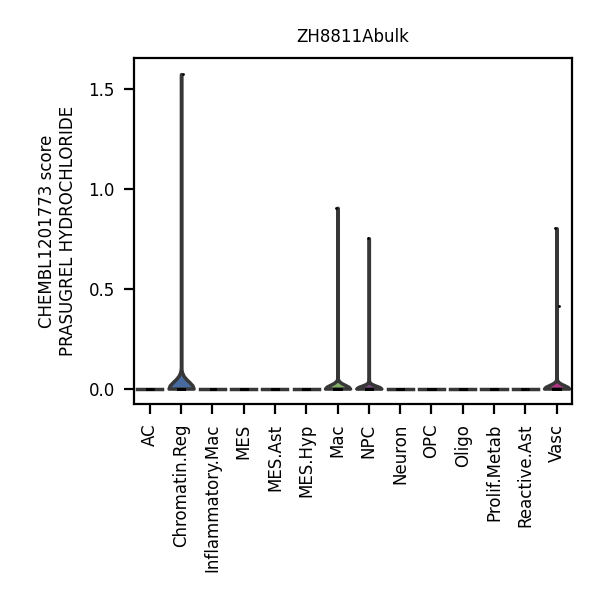 ZH8811Abulk
CHEMBL1201773 score
PRASUGREL HYDROCHLORIDE
1.5
1.0
0.5
0.0
AC
Chromatin.Reg
Inflammatory.Mac
MES
MES.Ast
MES.Hyp
Mac
NPC
Neuron
OPC
Oligo
Prolif.Metab
Reactive.Ast
Vasc